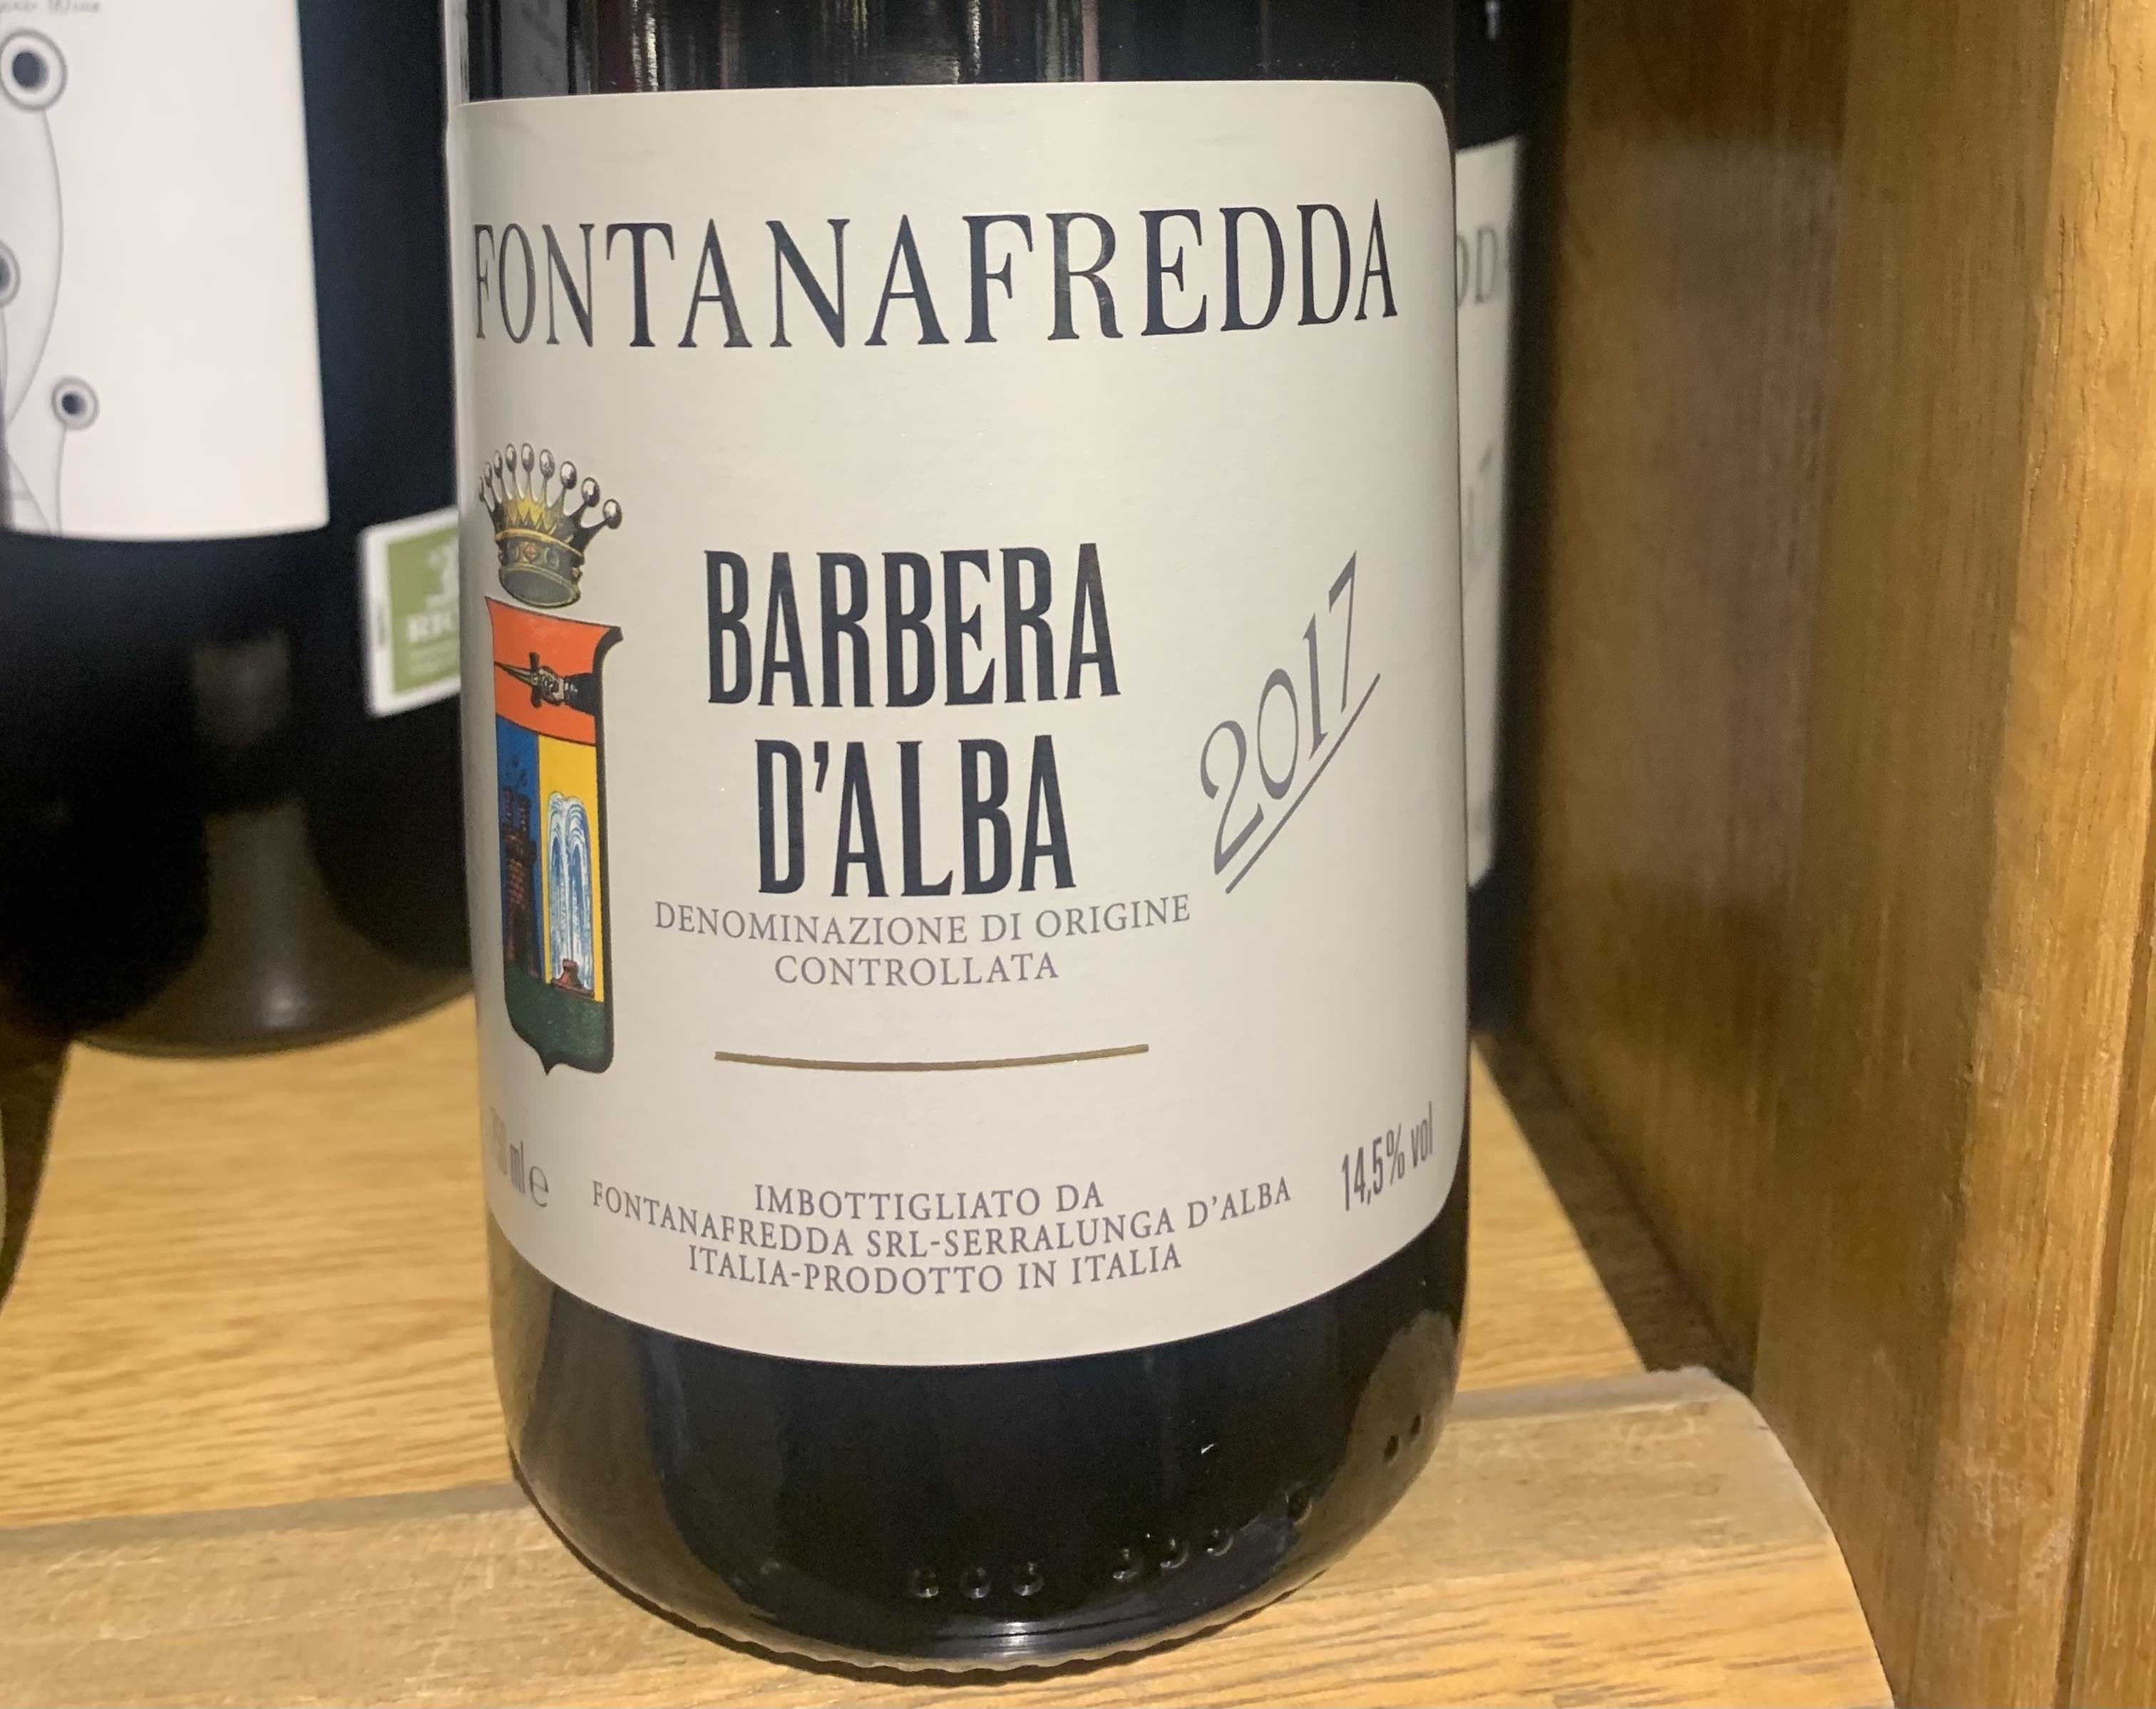 FONTANAFREDDA
BARBERA
D'ALBA
2017
DENOMINAZIONE DI ORIGINE
CONTROLLATA
ml e
14,5% vol
IMBOTTIGLIATO DA
FONTANAFREDDA SRL-SERRALUNGA D'ALBA
ITALIA-PRODOTTO IN ITALIA